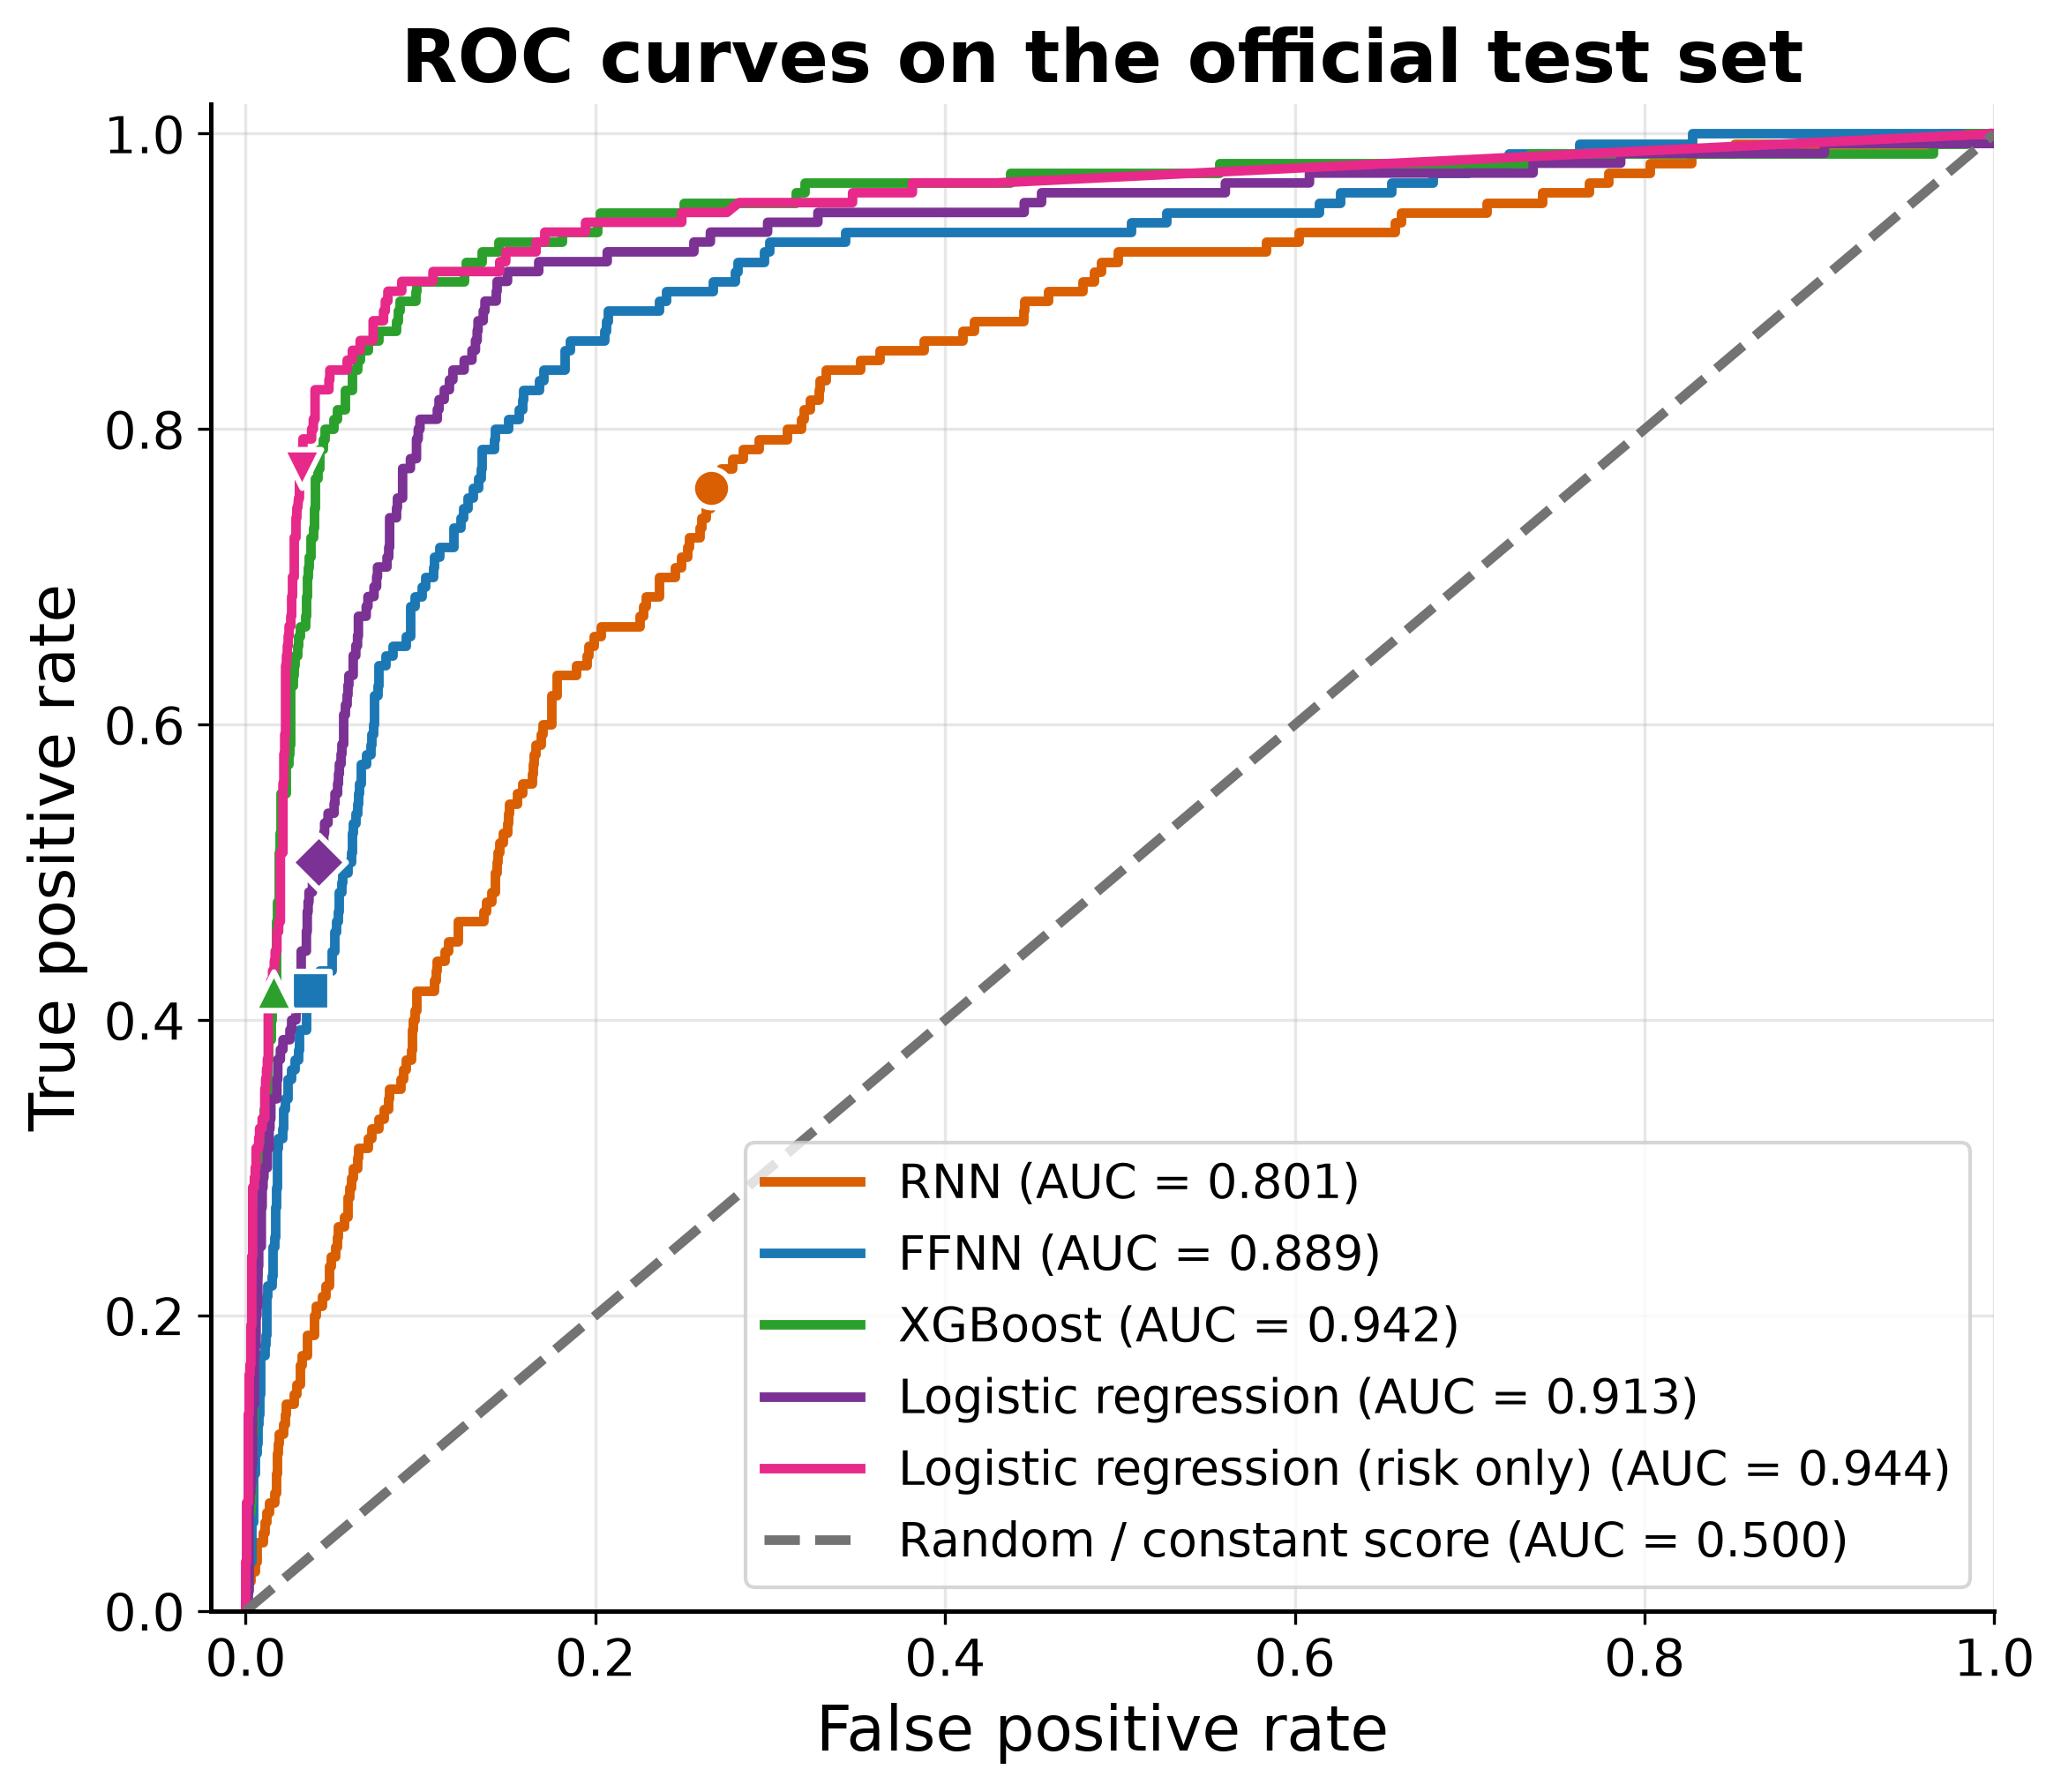 ROC curves on the official test set
1.0
0.8
0.6
0.4
0.2
0.0
True positive rate
0.0 0.2 0.4 0.6 0.8 1.0
False positive rate
RNN (AUC = 0.801)
FFNN (AUC = 0.889)
XGBoost (AUC = 0.942)
Logistic regression (AUC = 0.913)
Logistic regression (risk only) (AUC = 0.944)
Random / constant score (AUC = 0.500)